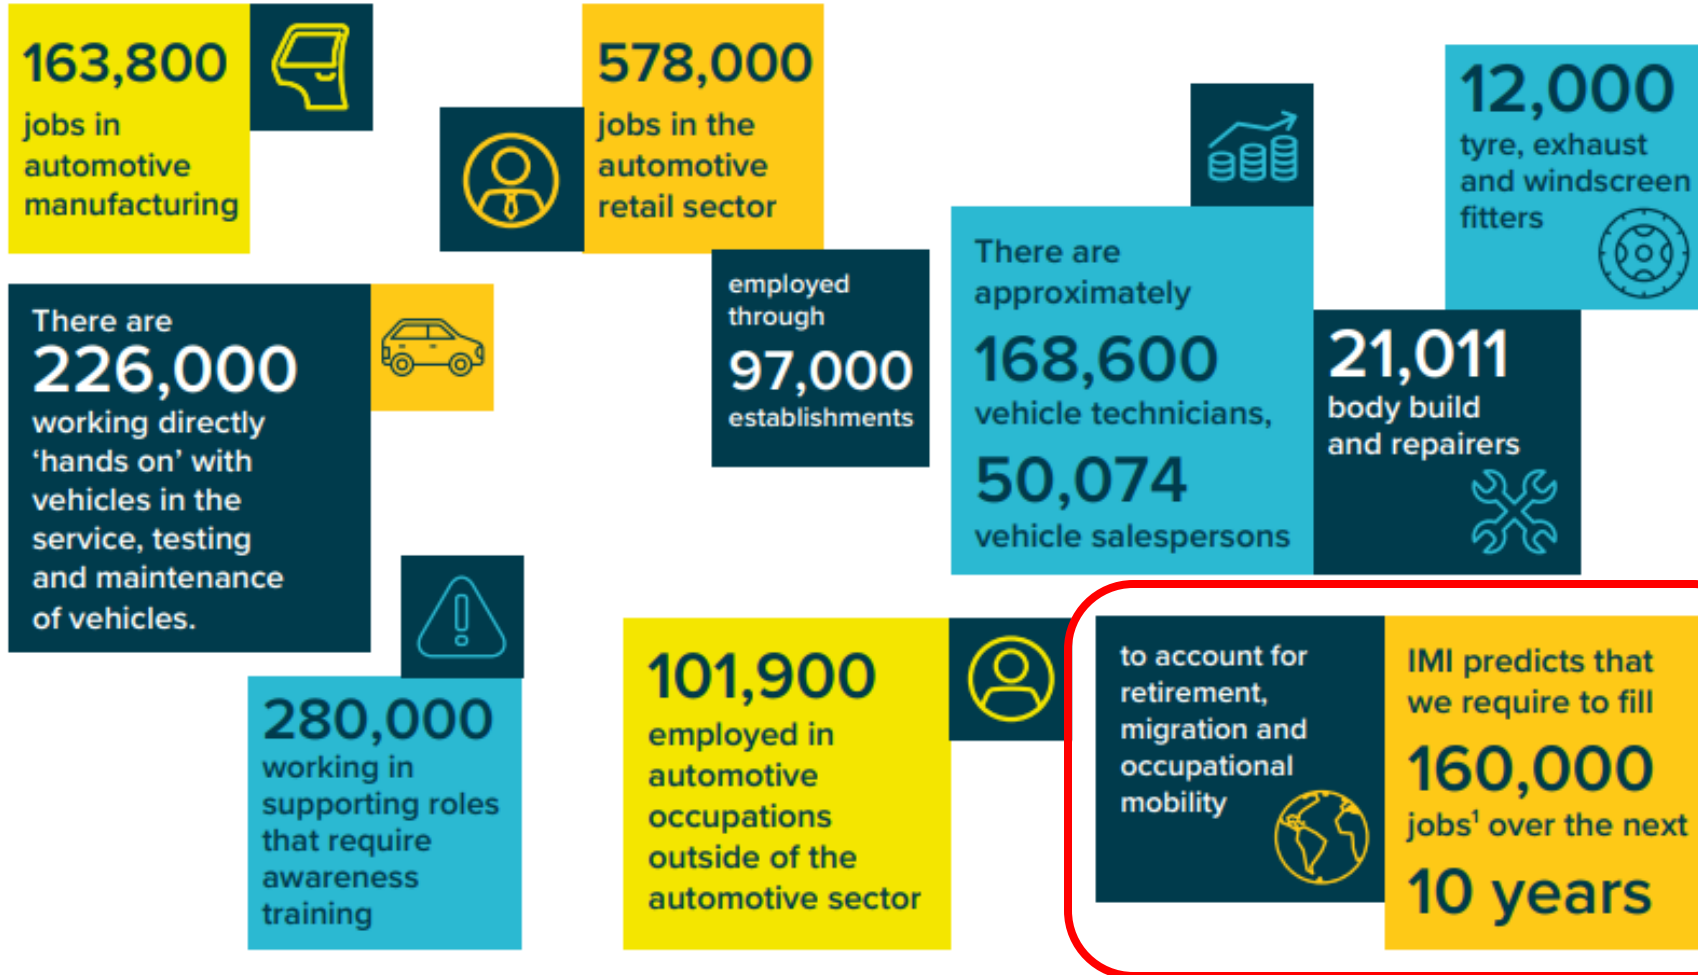 163,800
jobs in
automotive
manufacturing
578,000
jobs in the
automotive
retail sector
employed
through
97,000
establishments
There are
approximately
168,600
vehicle technicians,
50,074
vehicle salespersons
12,000
tyre, exhaust
and windscreen
fitters
21,011
body build
and repairers
There are
226,000
working directly
‘hands on’ with
vehicles in the
service, testing
and maintenance
of vehicles.
280,000
working in
supporting roles
that require
awareness
training
101,900
employed in
automotive
occupations
outside of the
automotive sector
to account for
retirement,
migration and
occupational
mobility
IMI predicts that
we require to fill
160,000
jobs¹ over the next
10 years